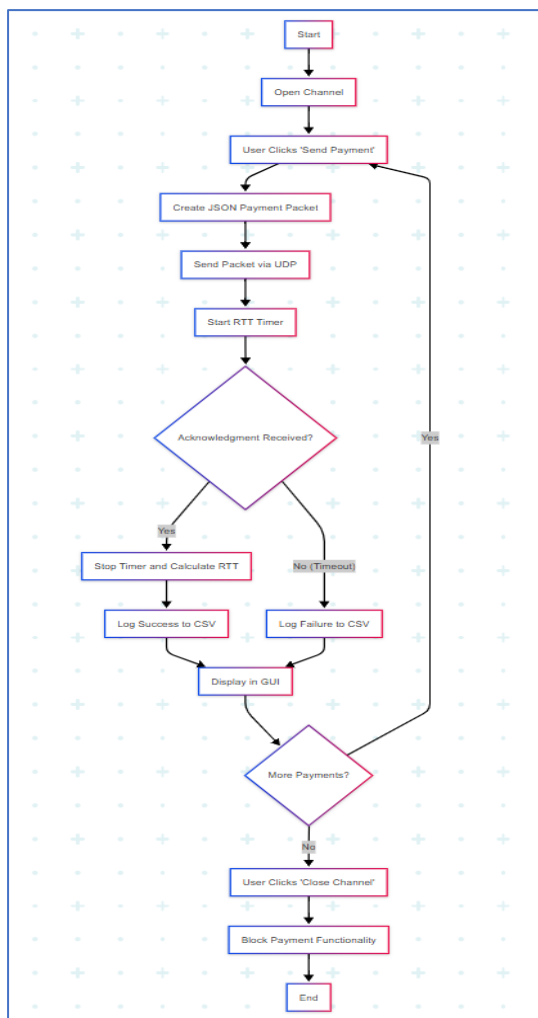 Start
Open Channel
User Clicks 'Send Payment'
Create JSON Payment Packet
Send Packet via UDP
Start RTT Timer
Acknowledgment Received?
Yes
Yes
Stop Timer and Calculate RTT
No (Timeout)
Log Success to CSV
Log Failure to CSV
Display in GUI
More Payments?
No
User Clicks 'Close Channel'
Block Payment Functionality
End